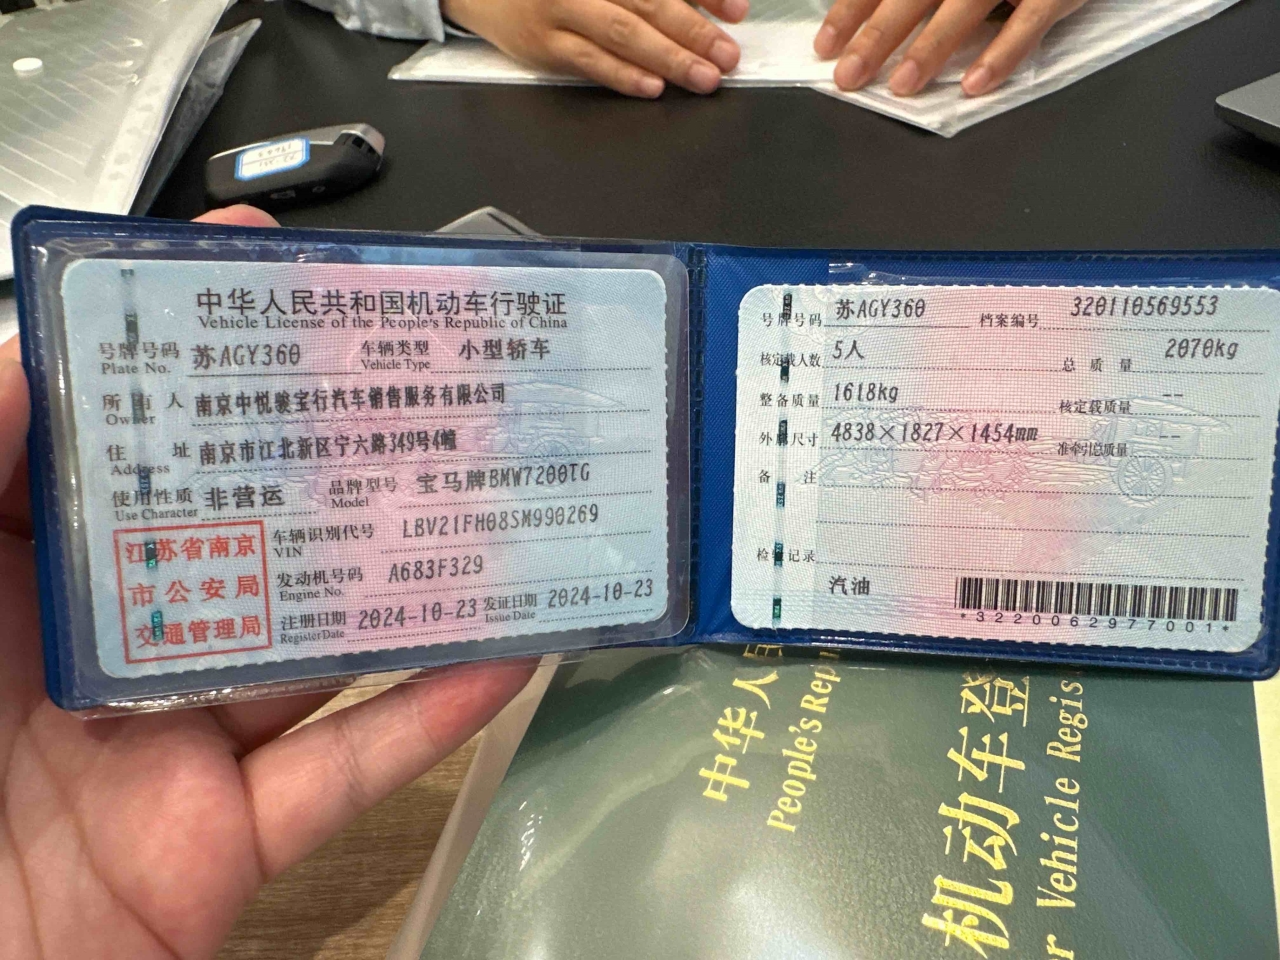 中华人民共和国机动车行驶证
Vehicle License of the People's Republic of China
号牌号码 苏AGY360 车辆类型 小型轿车
Plate No. Vehicle Type
所有人 南京中悦骏宝行汽车销售服务有限公司
Owner
住址 南京市江北新区宁六路349号4幢
Address
使用性质 非营运 品牌型号 宝马牌BMW7200TG
Use Character Model
江苏省南京
市公安局
交通管理局
车辆识别代号 LBV21FH08SM990269
VIN
发动机号码 A683F329
Engine No.
注册日期 2024-10-23 发证日期 2024-10-23
Register Date Issue Date
号牌号码 苏AGY360 档案编号 320110569553
核定载人数 5人 总质量 2070kg
整备质量 1618kg 核定载质量 --
外廓尺寸 4838×1827×1454mm 准牵引总质量 --
备注
检验记录
汽油
*3220062977001*
中华人
People's Rep
机动车登
Vehicle Regis